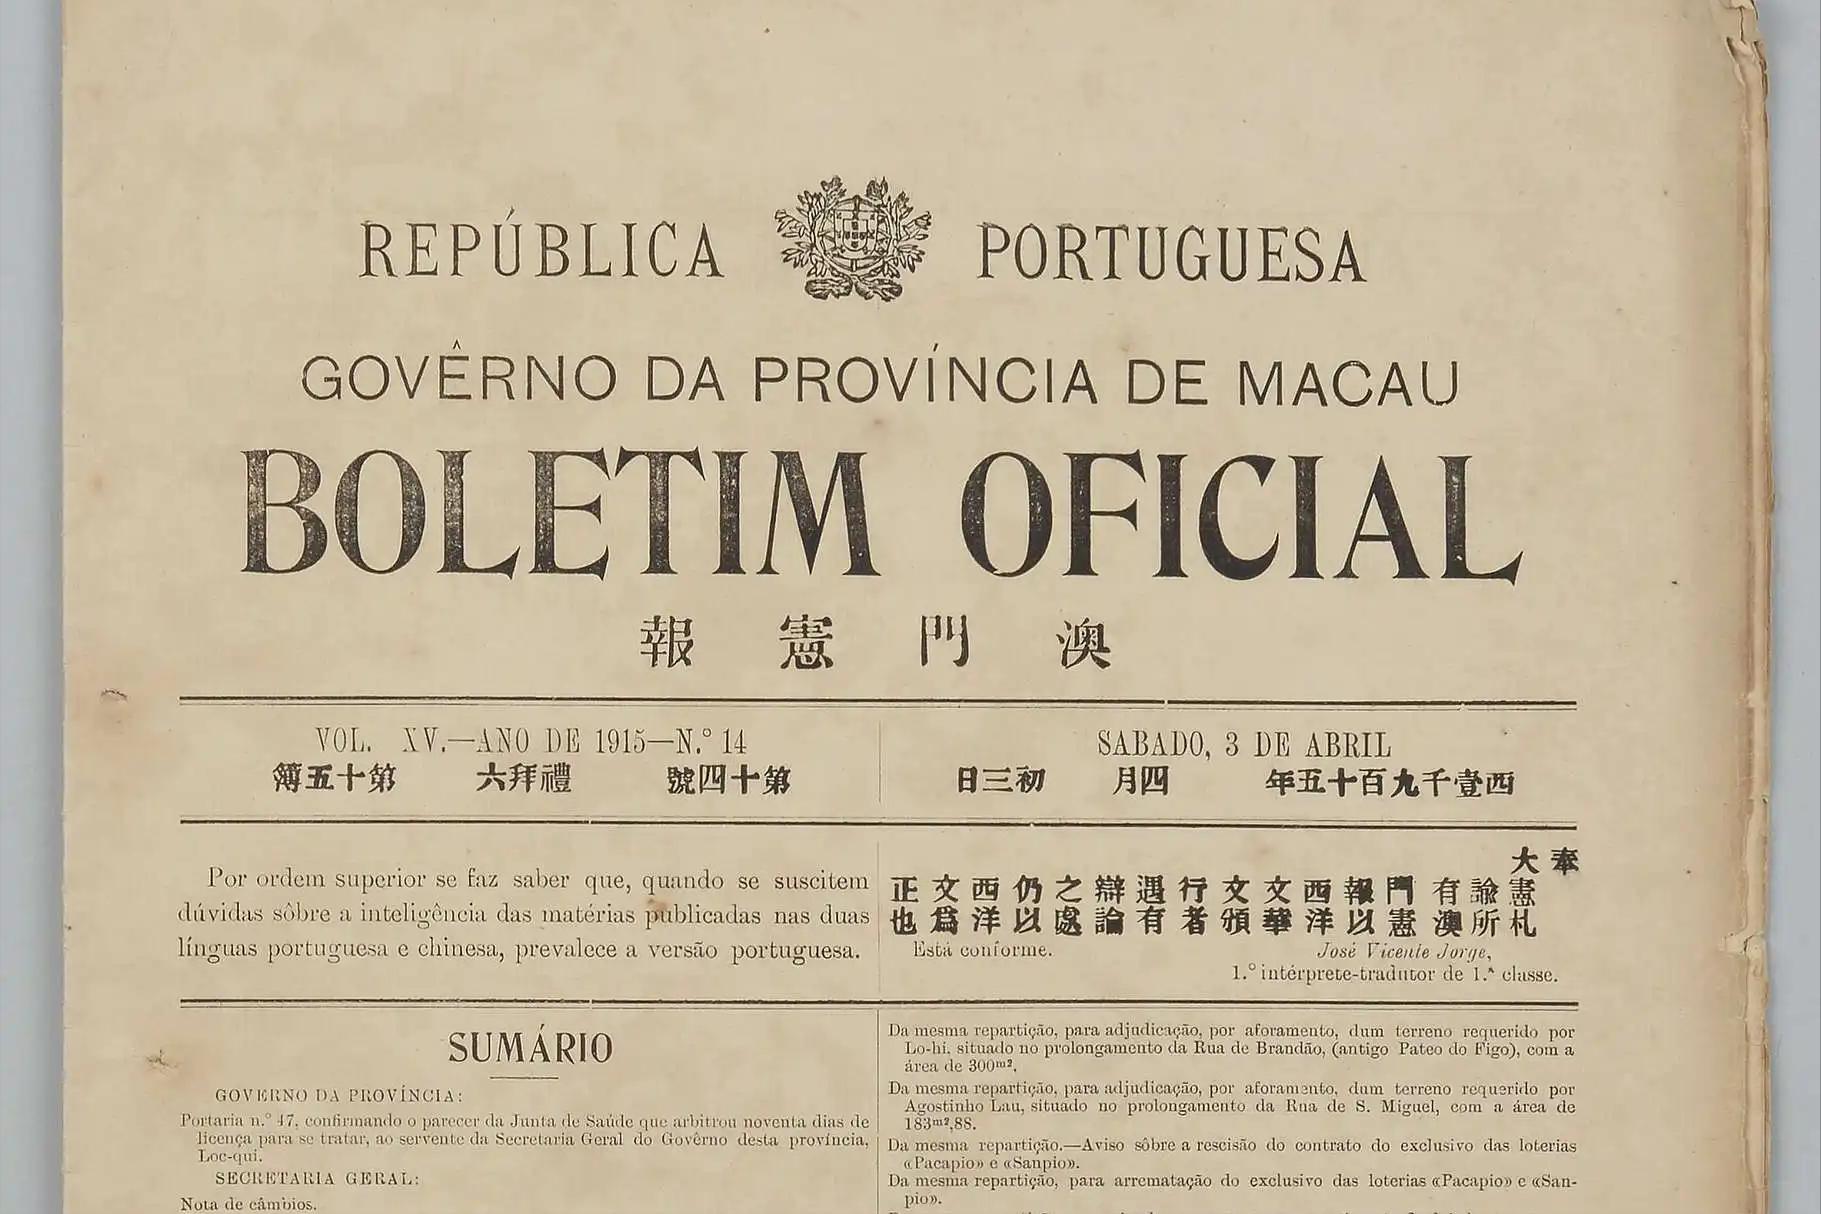 REPÚBLICA PORTUGUESA
GOVÊRNO DA PROVÍNCIA DE MACAU
BOLETIM OFICIAL
澳門憲報
VOL. XV.—ANO DE 1915—N.º 14
第十四號 禮拜六 第十五簿
SABADO, 3 DE ABRIL
西壹千九百十五年 四月 初三日
Por ordem superior se faz saber que, quando se suscitem
dúvidas sôbre a inteligência das matérias publicadas nas duas
línguas portuguesa e chinesa, prevalece a versão portuguesa.
奉
大憲札
諭所
有澳
門憲
報以
西洋
文華
文頒
行者
遇有
辯論
之處
仍以
西洋
文爲
正也
Está conforme.
José Vicente Jorge,
1.º intérprete-tradutor de 1.ª classe.
SUMÁRIO
GOVERNO DA PROVÍNCIA:
Portaria n.º 47, confirmando o parecer da Junta de Saúde que arbitrou noventa dias de
licença para se tratar, ao servente da Secretaria Geral do Govêrno desta província,
Loc-qui.
SECRETARIA GERAL:
Nota de câmbios.
Da mesma repartição, para adjudicação, por aforamento, dum terreno requerido por
Lo-hi, situado no prolongamento da Rua de Brandão, (antigo Pateo do Figo), com a
área de 300m².
Da mesma repartição, para adjudicação, por aforamento, dum terreno requerido por
Agostinho Lau, situado no prolongamento da Rua de S. Miguel, com a área de
183m²,88.
Da mesma repartição.—Aviso sôbre a rescisão do contrato do exclusivo das loterias
«Pacapio» e «Sanpio».
Da mesma repartição, para arrematação do exclusivo das loterias «Pacapio» e «San-
pio».